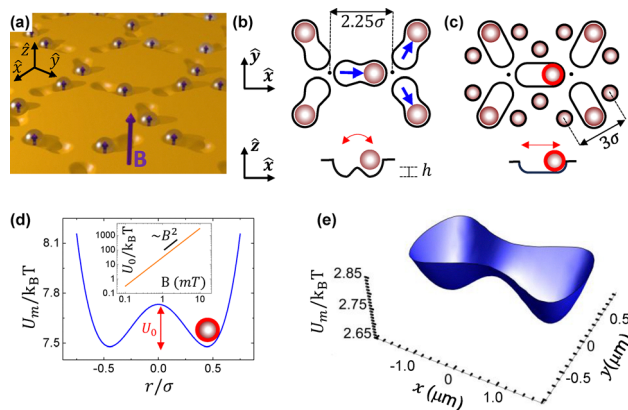 (a)
ẑ
x̂
ŷ
B
(b)
2.25σ
ŷ
x̂
ẑ
x̂
h
(c)
3σ
(d)
U_m/k_BT
8.1
7.8
7.5
-0.5
0.0
0.5
r/σ
U_0
U_0/k_BT
1000
100
10
1
0.1
~B²
0.1
1
10
B (mT)
(e)
U_m/k_BT
2.85
2.75
2.65
-1.0
0
1.0
x (μm)
-0.5
0
0.5
y(μm)